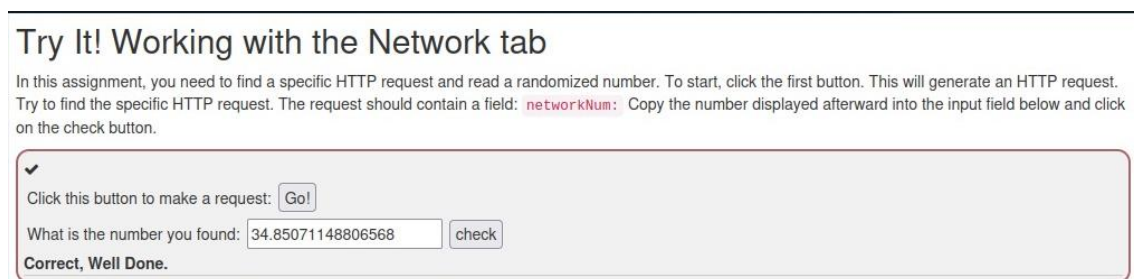 Try It! Working with the Network tab
In this assignment, you need to find a specific HTTP request and read a randomized number. To start, click the first button. This will generate an HTTP request.
Try to find the specific HTTP request. The request should contain a field: networkNum: Copy the number displayed afterward into the input field below and click
on the check button.
✔
Click this button to make a request: Go!
What is the number you found: 34.85071148806568 check
Correct, Well Done.